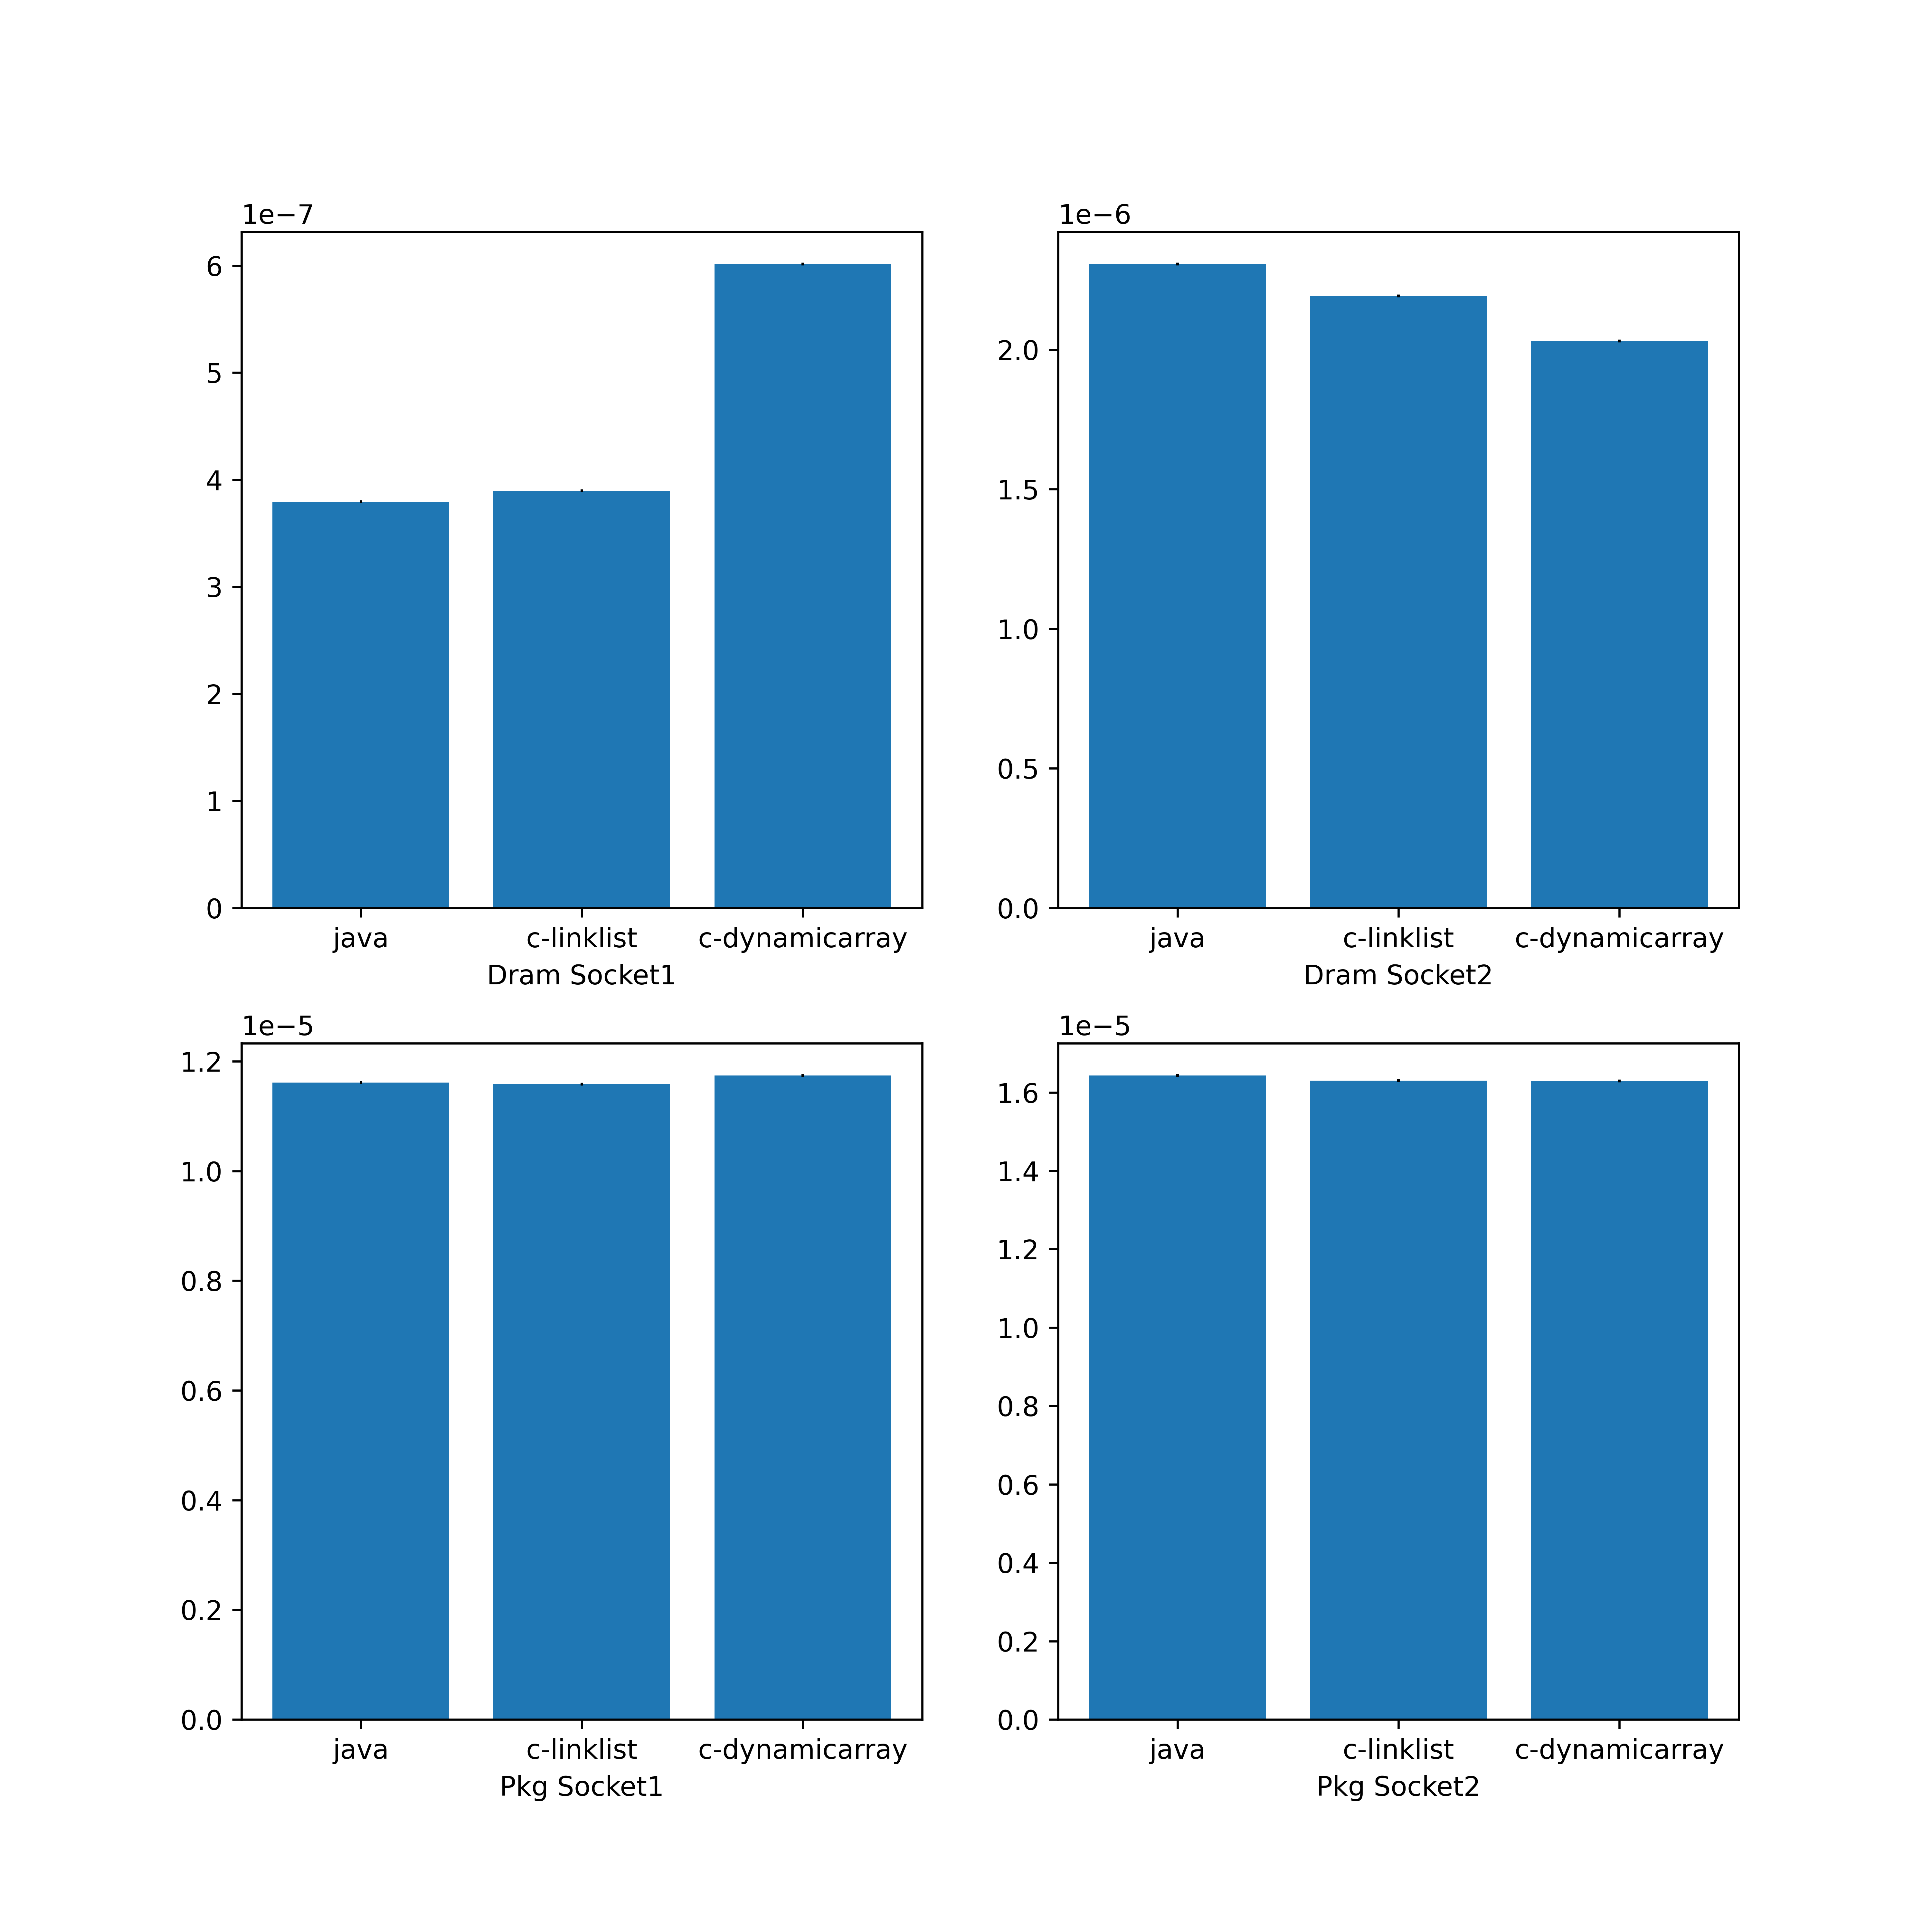 1e−7
6
5
4
3
2
1
0
java c-linklist c-dynamicarray
Dram Socket1
1e−6
2.0
1.5
1.0
0.5
0.0
java c-linklist c-dynamicarray
Dram Socket2
1e−5
1.2
1.0
0.8
0.6
0.4
0.2
0.0
java c-linklist c-dynamicarray
Pkg Socket1
1e−5
1.6
1.4
1.2
1.0
0.8
0.6
0.4
0.2
0.0
java c-linklist c-dynamicarray
Pkg Socket2